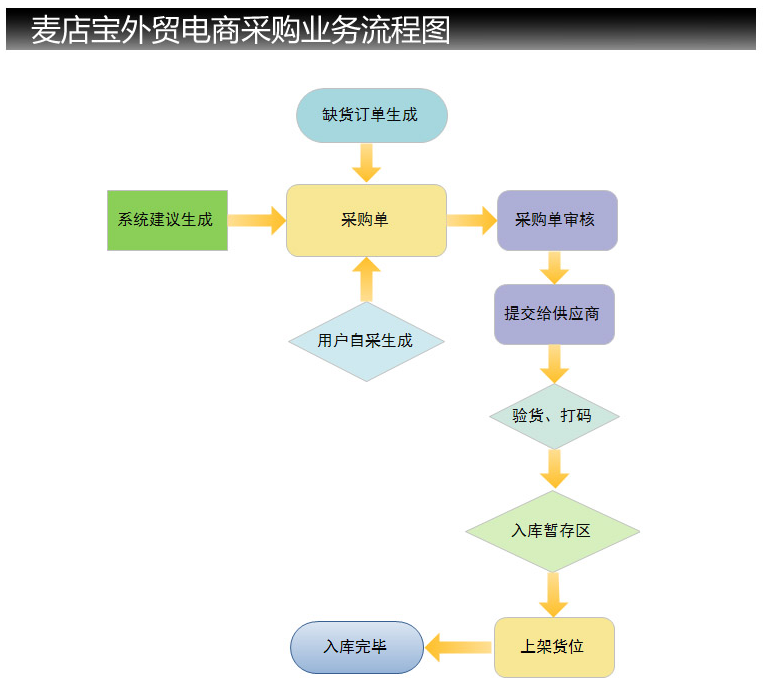 麦店宝外贸电商采购业务流程图
缺货订单生成
系统建议生成
采购单
采购单审核
提交给供应商
用户自采生成
验货、打码
入库暂存区
入库完毕
上架货位